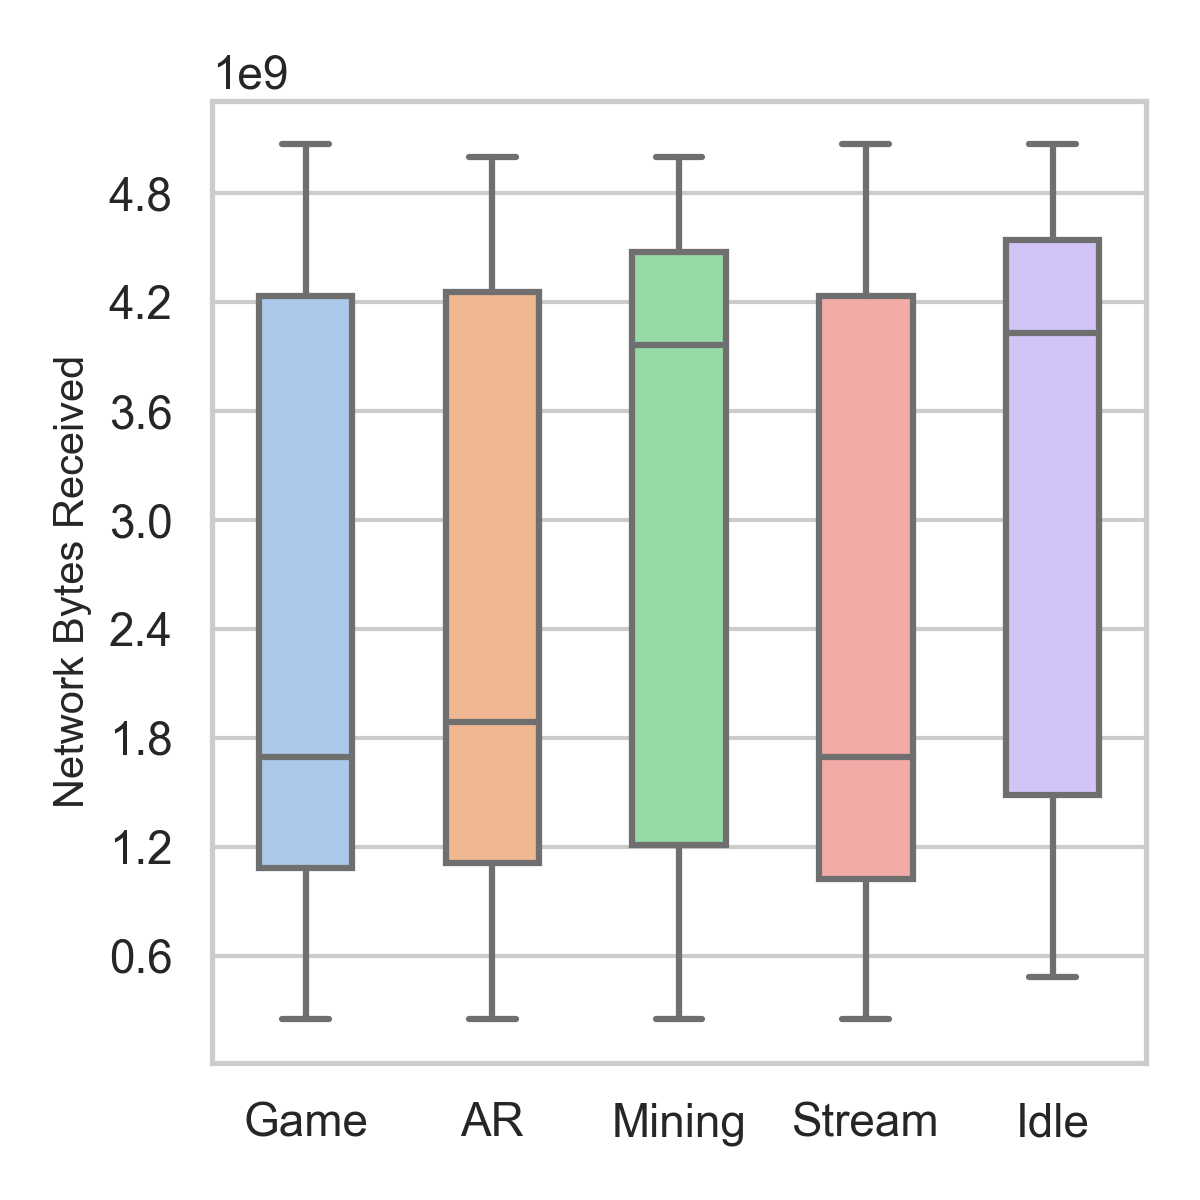 1e9
4.8
4.2
3.6
3.0
2.4
1.8
1.2
0.6
Network Bytes Received
Game AR Mining Stream Idle